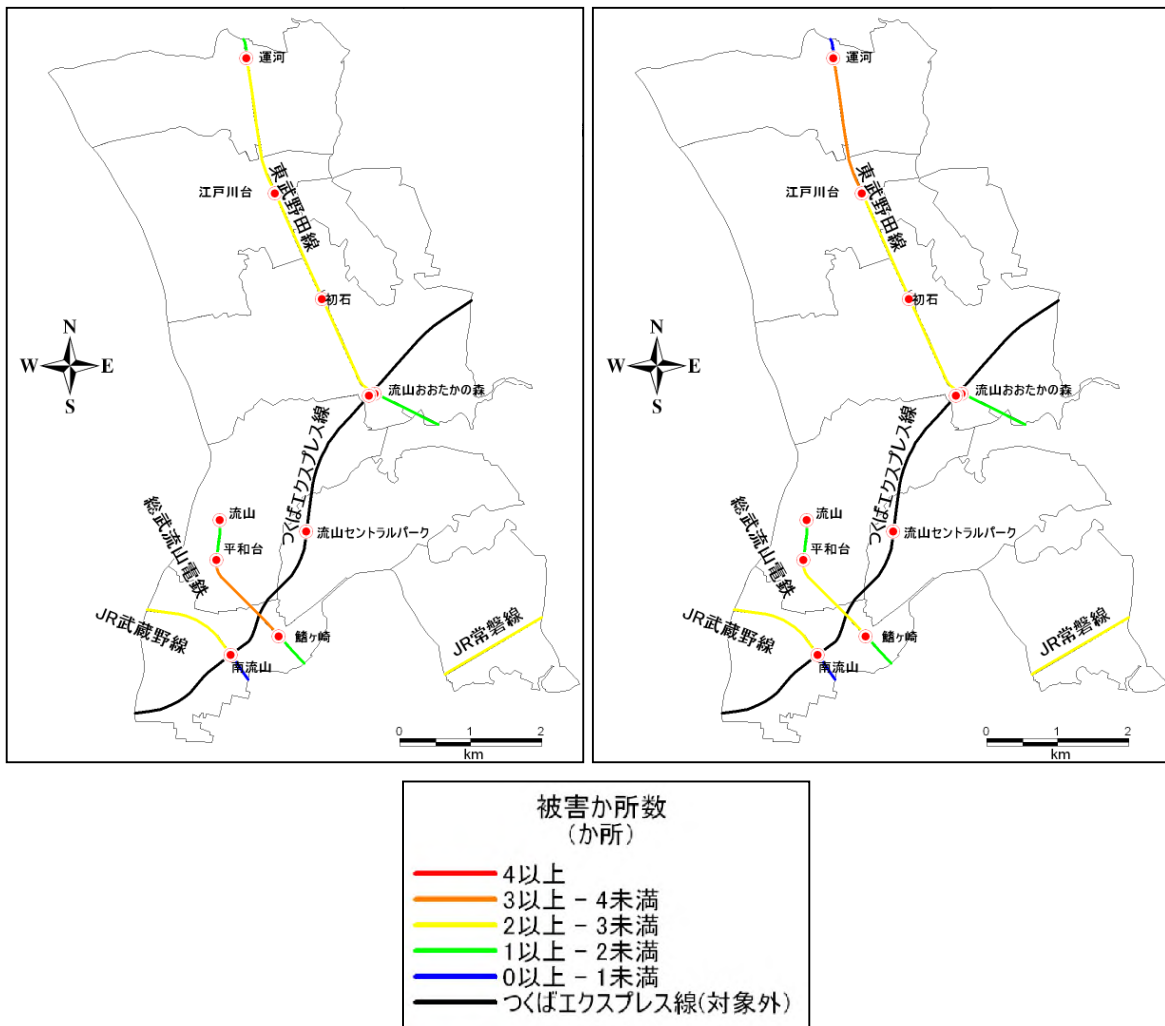 運河
江戸川台
東武野田線
初石
N
W E
S
流山おおたかの森
つくばエクスプレス線
流山
総武流山電鉄
平和台
流山セントラルパーク
JR武蔵野線
鰭ヶ崎
南流山
JR常磐線
0 1 2
km
運河
江戸川台
東武野田線
初石
N
W E
S
流山おおたかの森
つくばエクスプレス線
流山
総武流山電鉄
平和台
流山セントラルパーク
JR武蔵野線
鰭ヶ崎
南流山
JR常磐線
0 1 2
km
被害か所数
(か所)
4以上
3以上 - 4未満
2以上 - 3未満
1以上 - 2未満
0以上 - 1未満
つくばエクスプレス線(対象外)